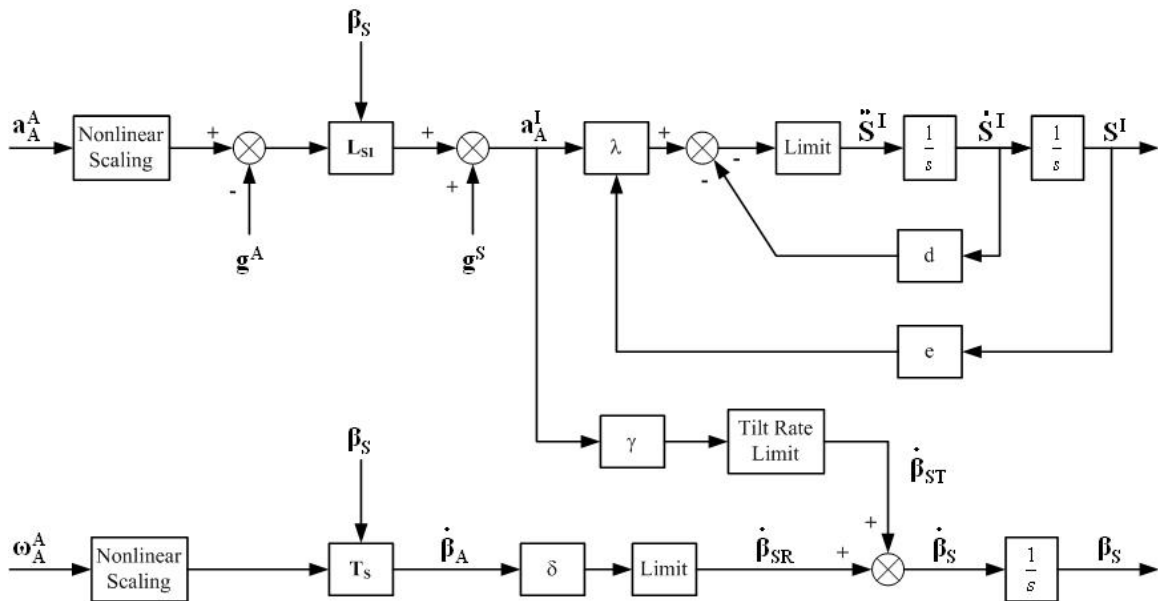 β_S
a_A^A
Nonlinear
Scaling
+
-
g^A
L_SI
+
+
g^S
a_A^I
λ
+
-
-
Limit
S̈^I
1/s
Ṡ^I
1/s
S^I
d
e
γ
Tilt Rate
Limit
β̇_ST
β_S
ω_A^A
Nonlinear
Scaling
T_S
β̇_A
δ
Limit
β̇_SR
+
+
β̇_S
1/s
β_S